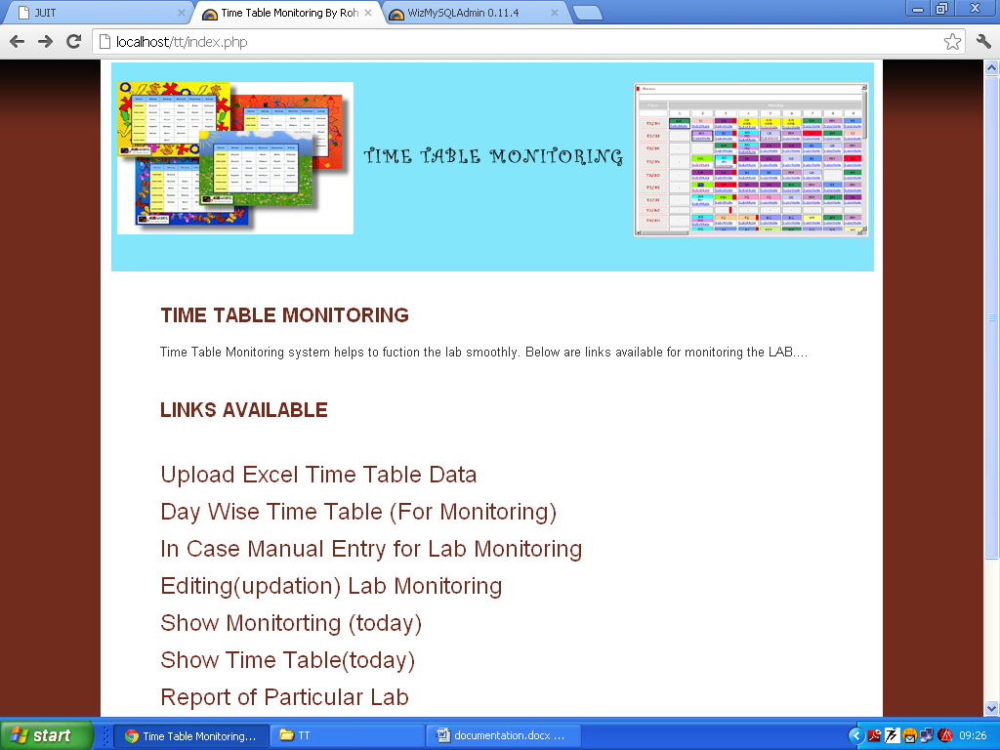 JUIT
Time Table Monitoring By Roh
WizMySQLAdmin 0.11.4
localhost/tt/index.php
TIME TABLE MONITORING
TIME TABLE MONITORING
Time Table Monitoring system helps to fuction the lab smoothly. Below are links available for monitoring the LAB....
LINKS AVAILABLE
Upload Excel Time Table Data
Day Wise Time Table (For Monitoring)
In Case Manual Entry for Lab Monitoring
Editing(updation) Lab Monitoring
Show Monitorting (today)
Show Time Table(today)
Report of Particular Lab
start
Time Table Monitoring...
TT
documentation.docx ...
09:26